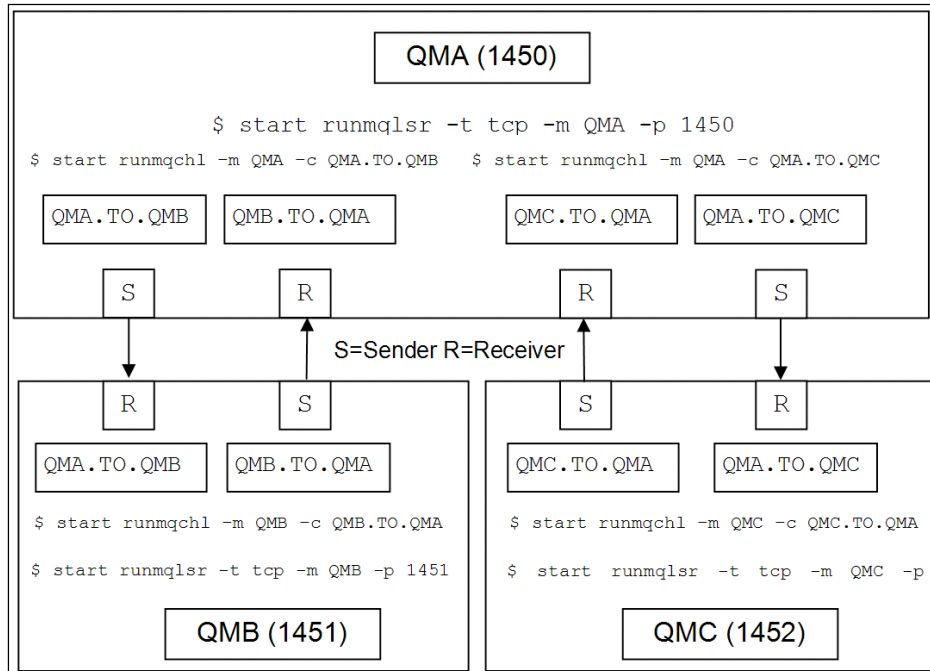 QMA (1450)
$ start runmqlsr -t tcp -m QMA -p 1450
$ start runmqchl -m QMA -c QMA.TO.QMB
$ start runmqchl -m QMA -c QMA.TO.QMC
QMA.TO.QMB
QMB.TO.QMA
QMC.TO.QMA
QMA.TO.QMC
S
R
R
S
S=Sender R=Receiver
R
S
S
R
QMA.TO.QMB
QMB.TO.QMA
QMC.TO.QMA
QMA.TO.QMC
$ start runmqchl -m QMB -c QMB.TO.QMA
$ start runmqchl -m QMC -c QMC.TO.QMA
$ start runmqlsr -t tcp -m QMB -p 1451
$ start runmqlsr -t tcp -m QMC -p
QMB (1451)
QMC (1452)